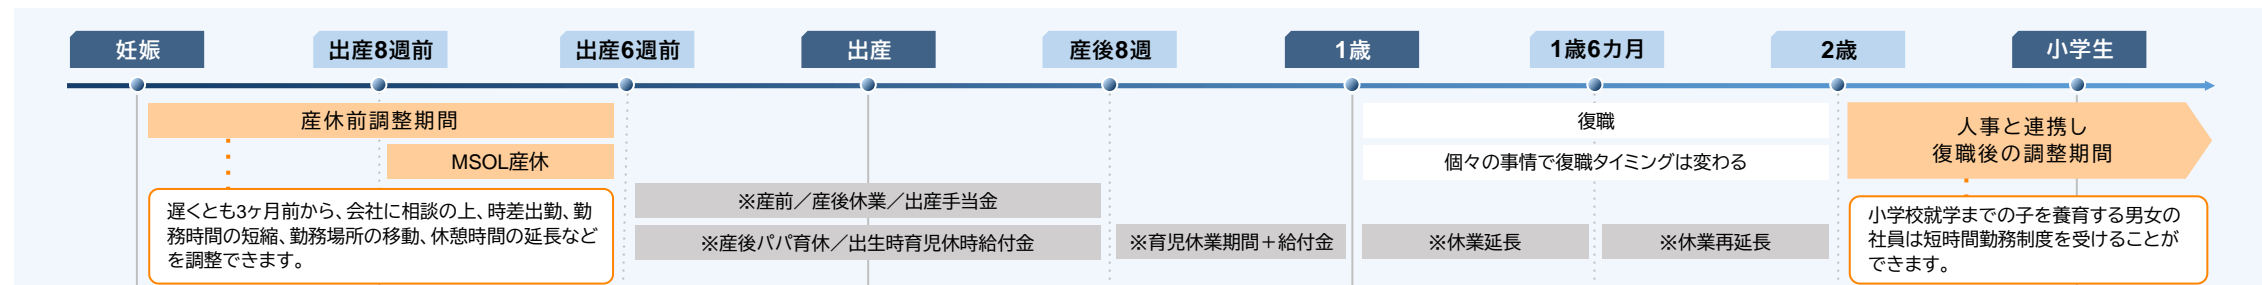 妊娠
出産8週前
出産6週前
出産
産後8週
1歳
1歳6カ月
2歳
小学生
産休前調整期間
MSOL産休
遅くとも3ヶ月前から、会社に相談の上、時差出勤、勤
務時間の短縮、勤務場所の移動、休憩時間の延長など
を調整できます。
※産前／産後休業／出産手当金
※産後パパ育休／出生時育児休時給付金
※育児休業期間＋給付金
復職
個々の事情で復職タイミングは変わる
※休業延長
※休業再延長
人事と連携し
復職後の調整期間
小学校就学までの子を養育する男女の
社員は短時間勤務制度を受けることが
できます。